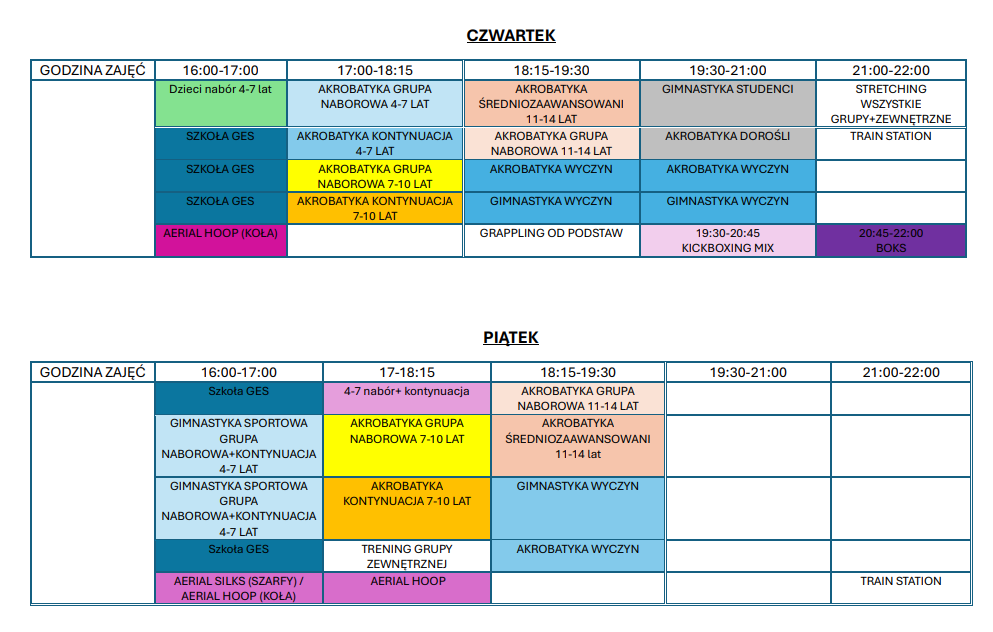 CZWARTEK
GODZINA ZAJĘĆ 16:00-17:00 17:00-18:15 18:15-19:30 19:30-21:00 21:00-22:00
Dzieci nabór 4-7 lat AKROBATYKA GRUPA AKROBATYKA GIMNASTYKA STUDENCI STRETCHING
NABOROWA 4-7 LAT ŚREDNIOZAAWANSOWANI WSZYSTKIE
11-14 LAT GRUPY+ZEWNĘTRZNE
SZKOŁA GES AKROBATYKA KONTYNUACJA AKROBATYKA GRUPA AKROBATYKA DOROŚLI TRAIN STATION
4-7 LAT NABOROWA 11-14 LAT
SZKOŁA GES AKROBATYKA GRUPA AKROBATYKA WYCZYN AKROBATYKA WYCZYN
NABOROWA 7-10 LAT
SZKOŁA GES AKROBATYKA KONTYNUACJA GIMNASTYKA WYCZYN GIMNASTYKA WYCZYN
7-10 LAT
AERIAL HOOP (KOŁA) GRAPPLING OD PODSTAW 19:30-20:45 20:45-22:00
KICKBOXING MIX BOKS
PIĄTEK
GODZINA ZAJĘĆ 16:00-17:00 17-18:15 18:15-19:30 19:30-21:00 21:00-22:00
Szkoła GES 4-7 nabór+ kontynuacja AKROBATYKA GRUPA
NABOROWA 11-14 LAT
GIMNASTYKA SPORTOWA AKROBATYKA GRUPA AKROBATYKA
GRUPA NABOROWA 7-10 LAT ŚREDNIOZAAWANSOWANI
NABOROWA+KONTYNUACJA 11-14 lat
4-7 LAT
GIMNASTYKA SPORTOWA AKROBATYKA GIMNASTYKA WYCZYN
GRUPA KONTYNUACJA 7-10 LAT
NABOROWA+KONTYNUACJA
4-7 LAT
Szkoła GES TRENING GRUPY AKROBATYKA WYCZYN
ZEWNĘTRZNEJ
AERIAL SILKS (SZARFY) / AERIAL HOOP TRAIN STATION
AERIAL HOOP (KOŁA)